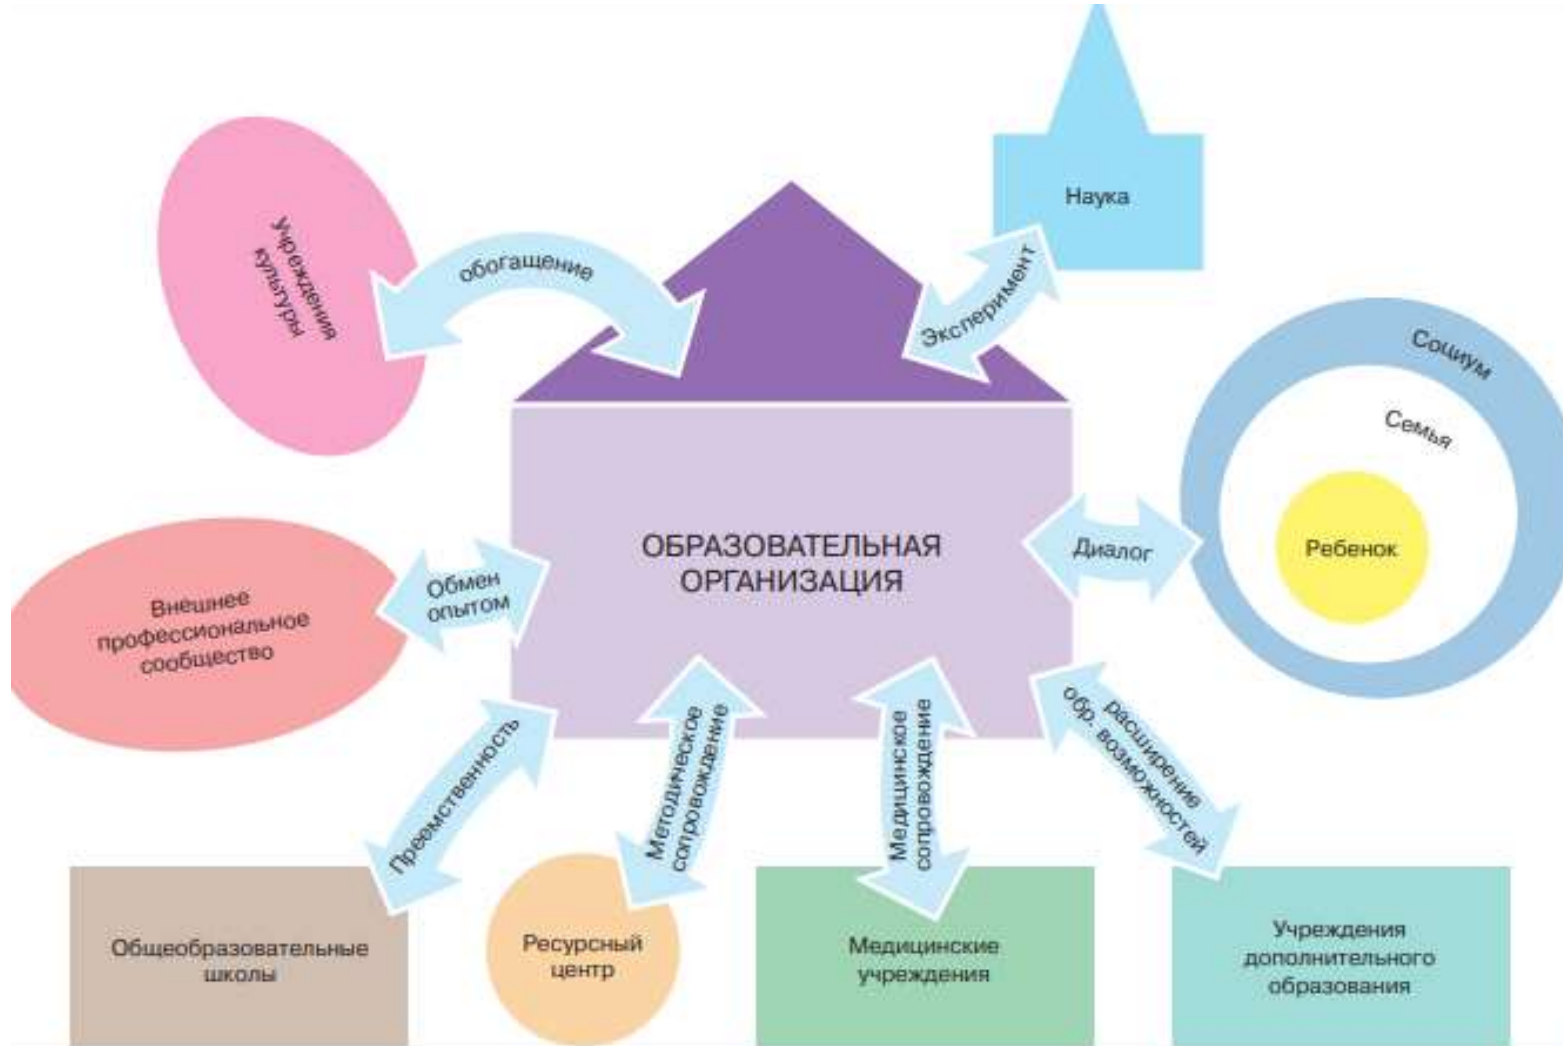 Наука
Учреждения
культуры
обогащение
Эксперимент
Социум
Семья
Ребенок
Диалог
ОБРАЗОВАТЕЛЬНАЯ
ОРГАНИЗАЦИЯ
Обмен
опытом
Внешнее
профессиональное
сообщество
Преемственность
Методическое
сопровождение
Медицинское
сопровождение
расширение
обр. возможностей
Общеобразовательные
школы
Ресурсный
центр
Медицинские
учреждения
Учреждения
дополнительного
образования